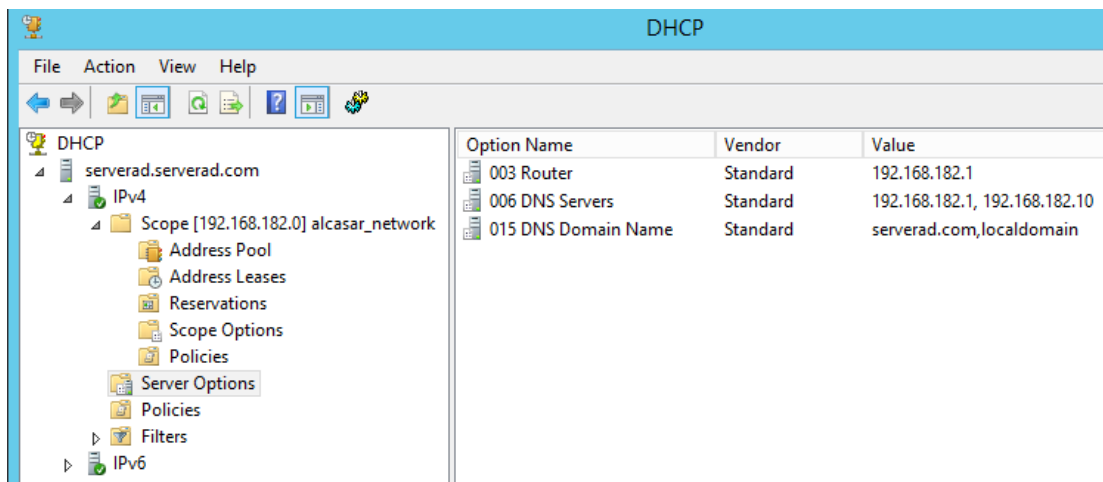 DHCP
File Action View Help
DHCP
serverad.serverad.com
IPv4
Scope [192.168.182.0] alcasar_network
Address Pool
Address Leases
Reservations
Scope Options
Policies
Server Options
Policies
Filters
IPv6
Option Name Vendor Value
003 Router Standard 192.168.182.1
006 DNS Servers Standard 192.168.182.1, 192.168.182.10
015 DNS Domain Name Standard serverad.com,localdomain